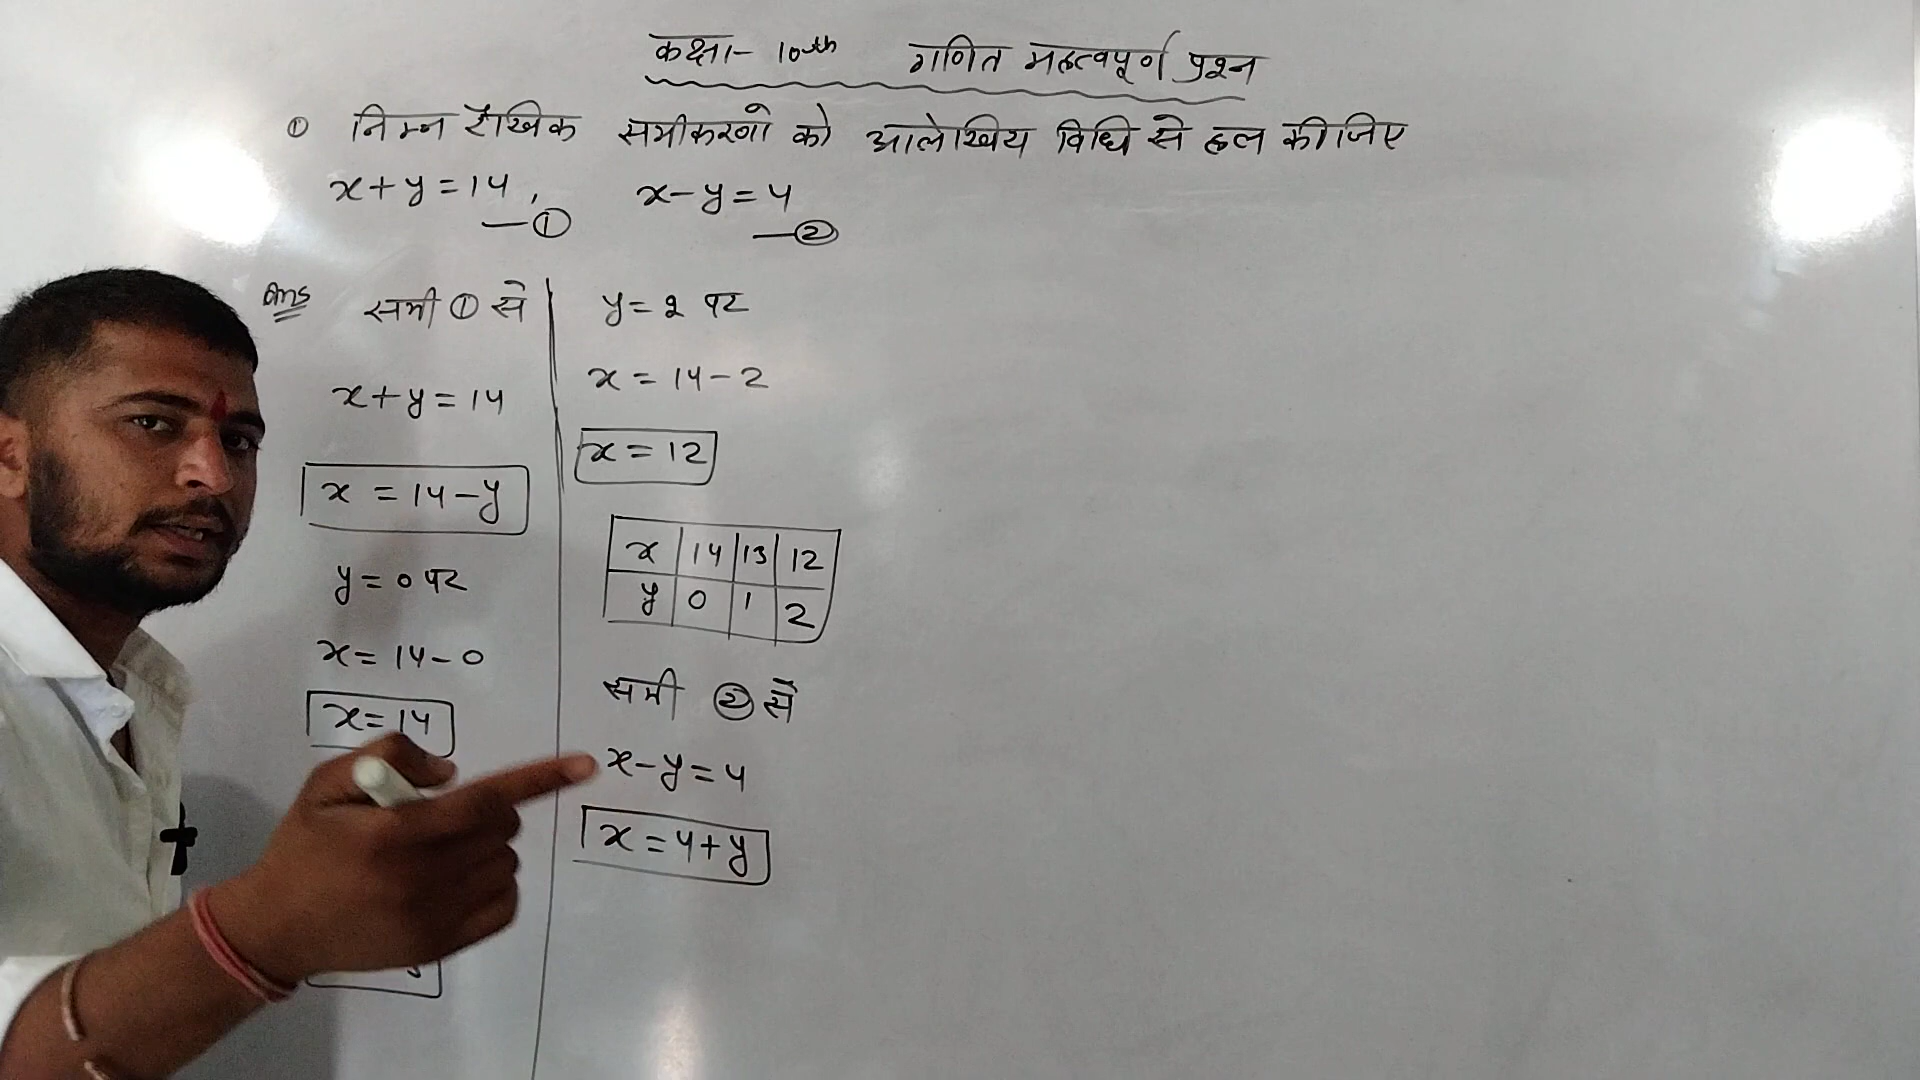 कक्षा- 10th गणित महत्वपूर्ण प्रश्न
① निम्न रैखिक समीकरणो को आलेखिय विधि से हल कीजिए
x+y=14, —①
x-y=4 —②
Ans समी ① से
x+y=14
x=14-y
y=0 पर
x=14-0
x=14
y=2 पर
x=14-2
x=12
x 14 13 12
y 0 1 2
समी ② से
x-y=4
x=4+y